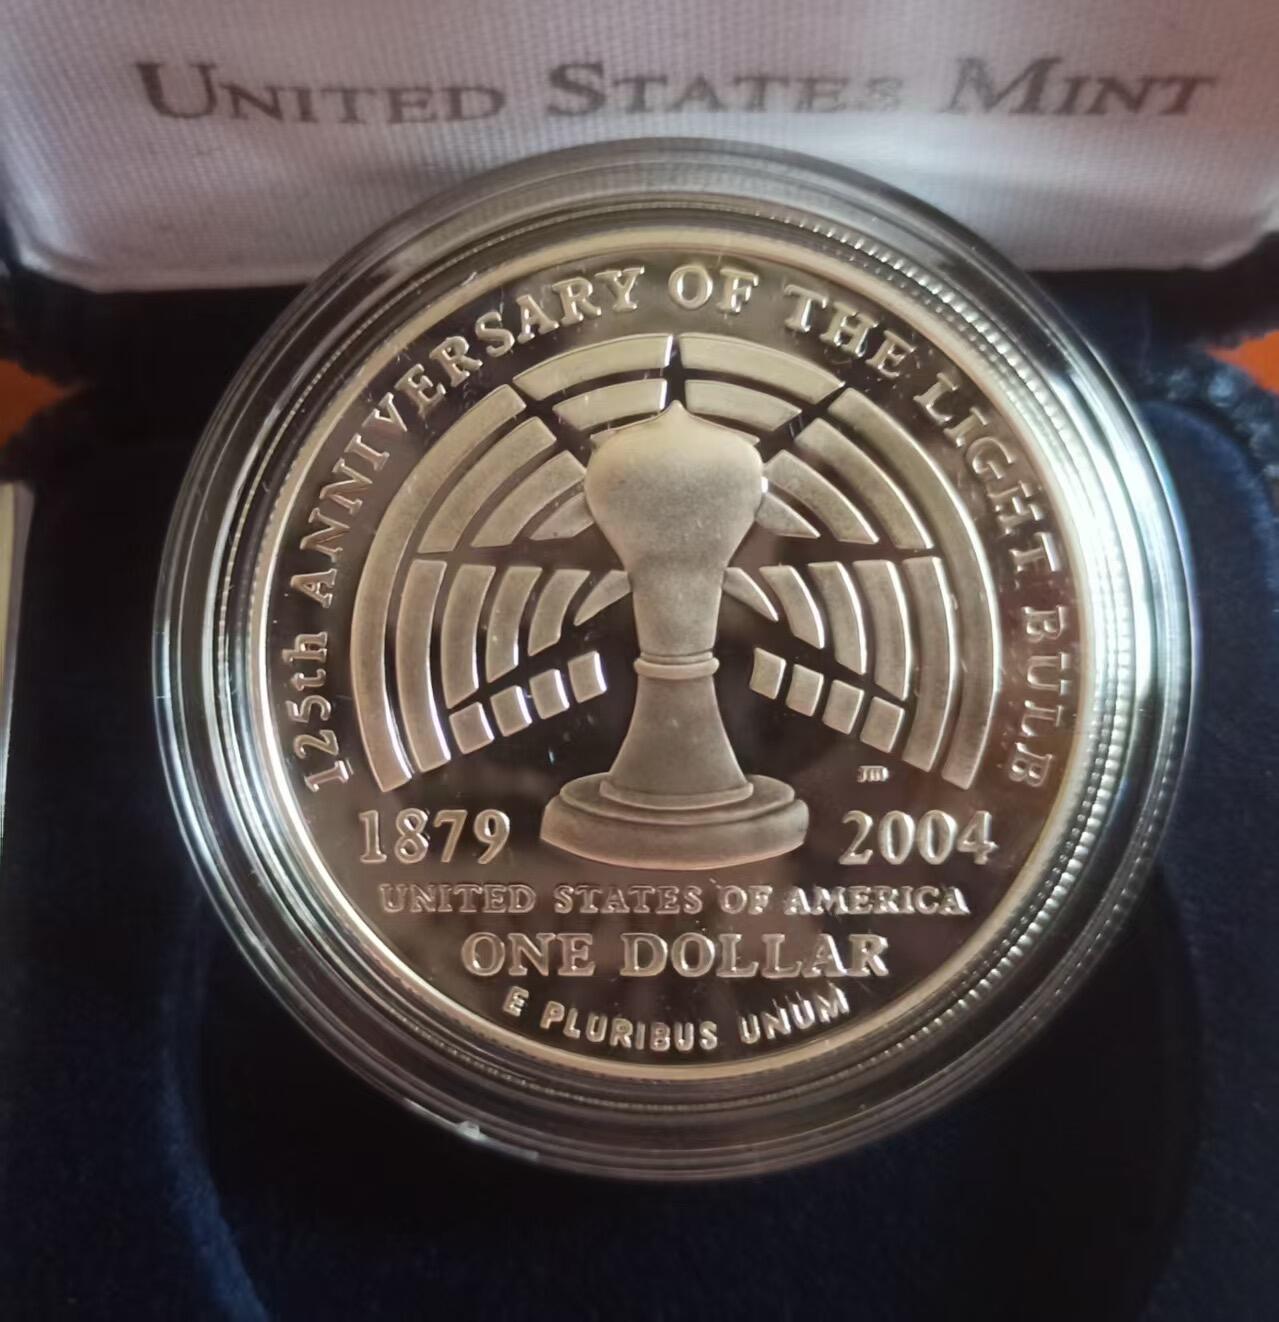 UNITED STATES MINT
125th ANNIVERSARY OF THE LIGHT BULB
JM
1879 2004
UNITED STATES OF AMERICA
ONE DOLLAR
E PLURIBUS UNUM